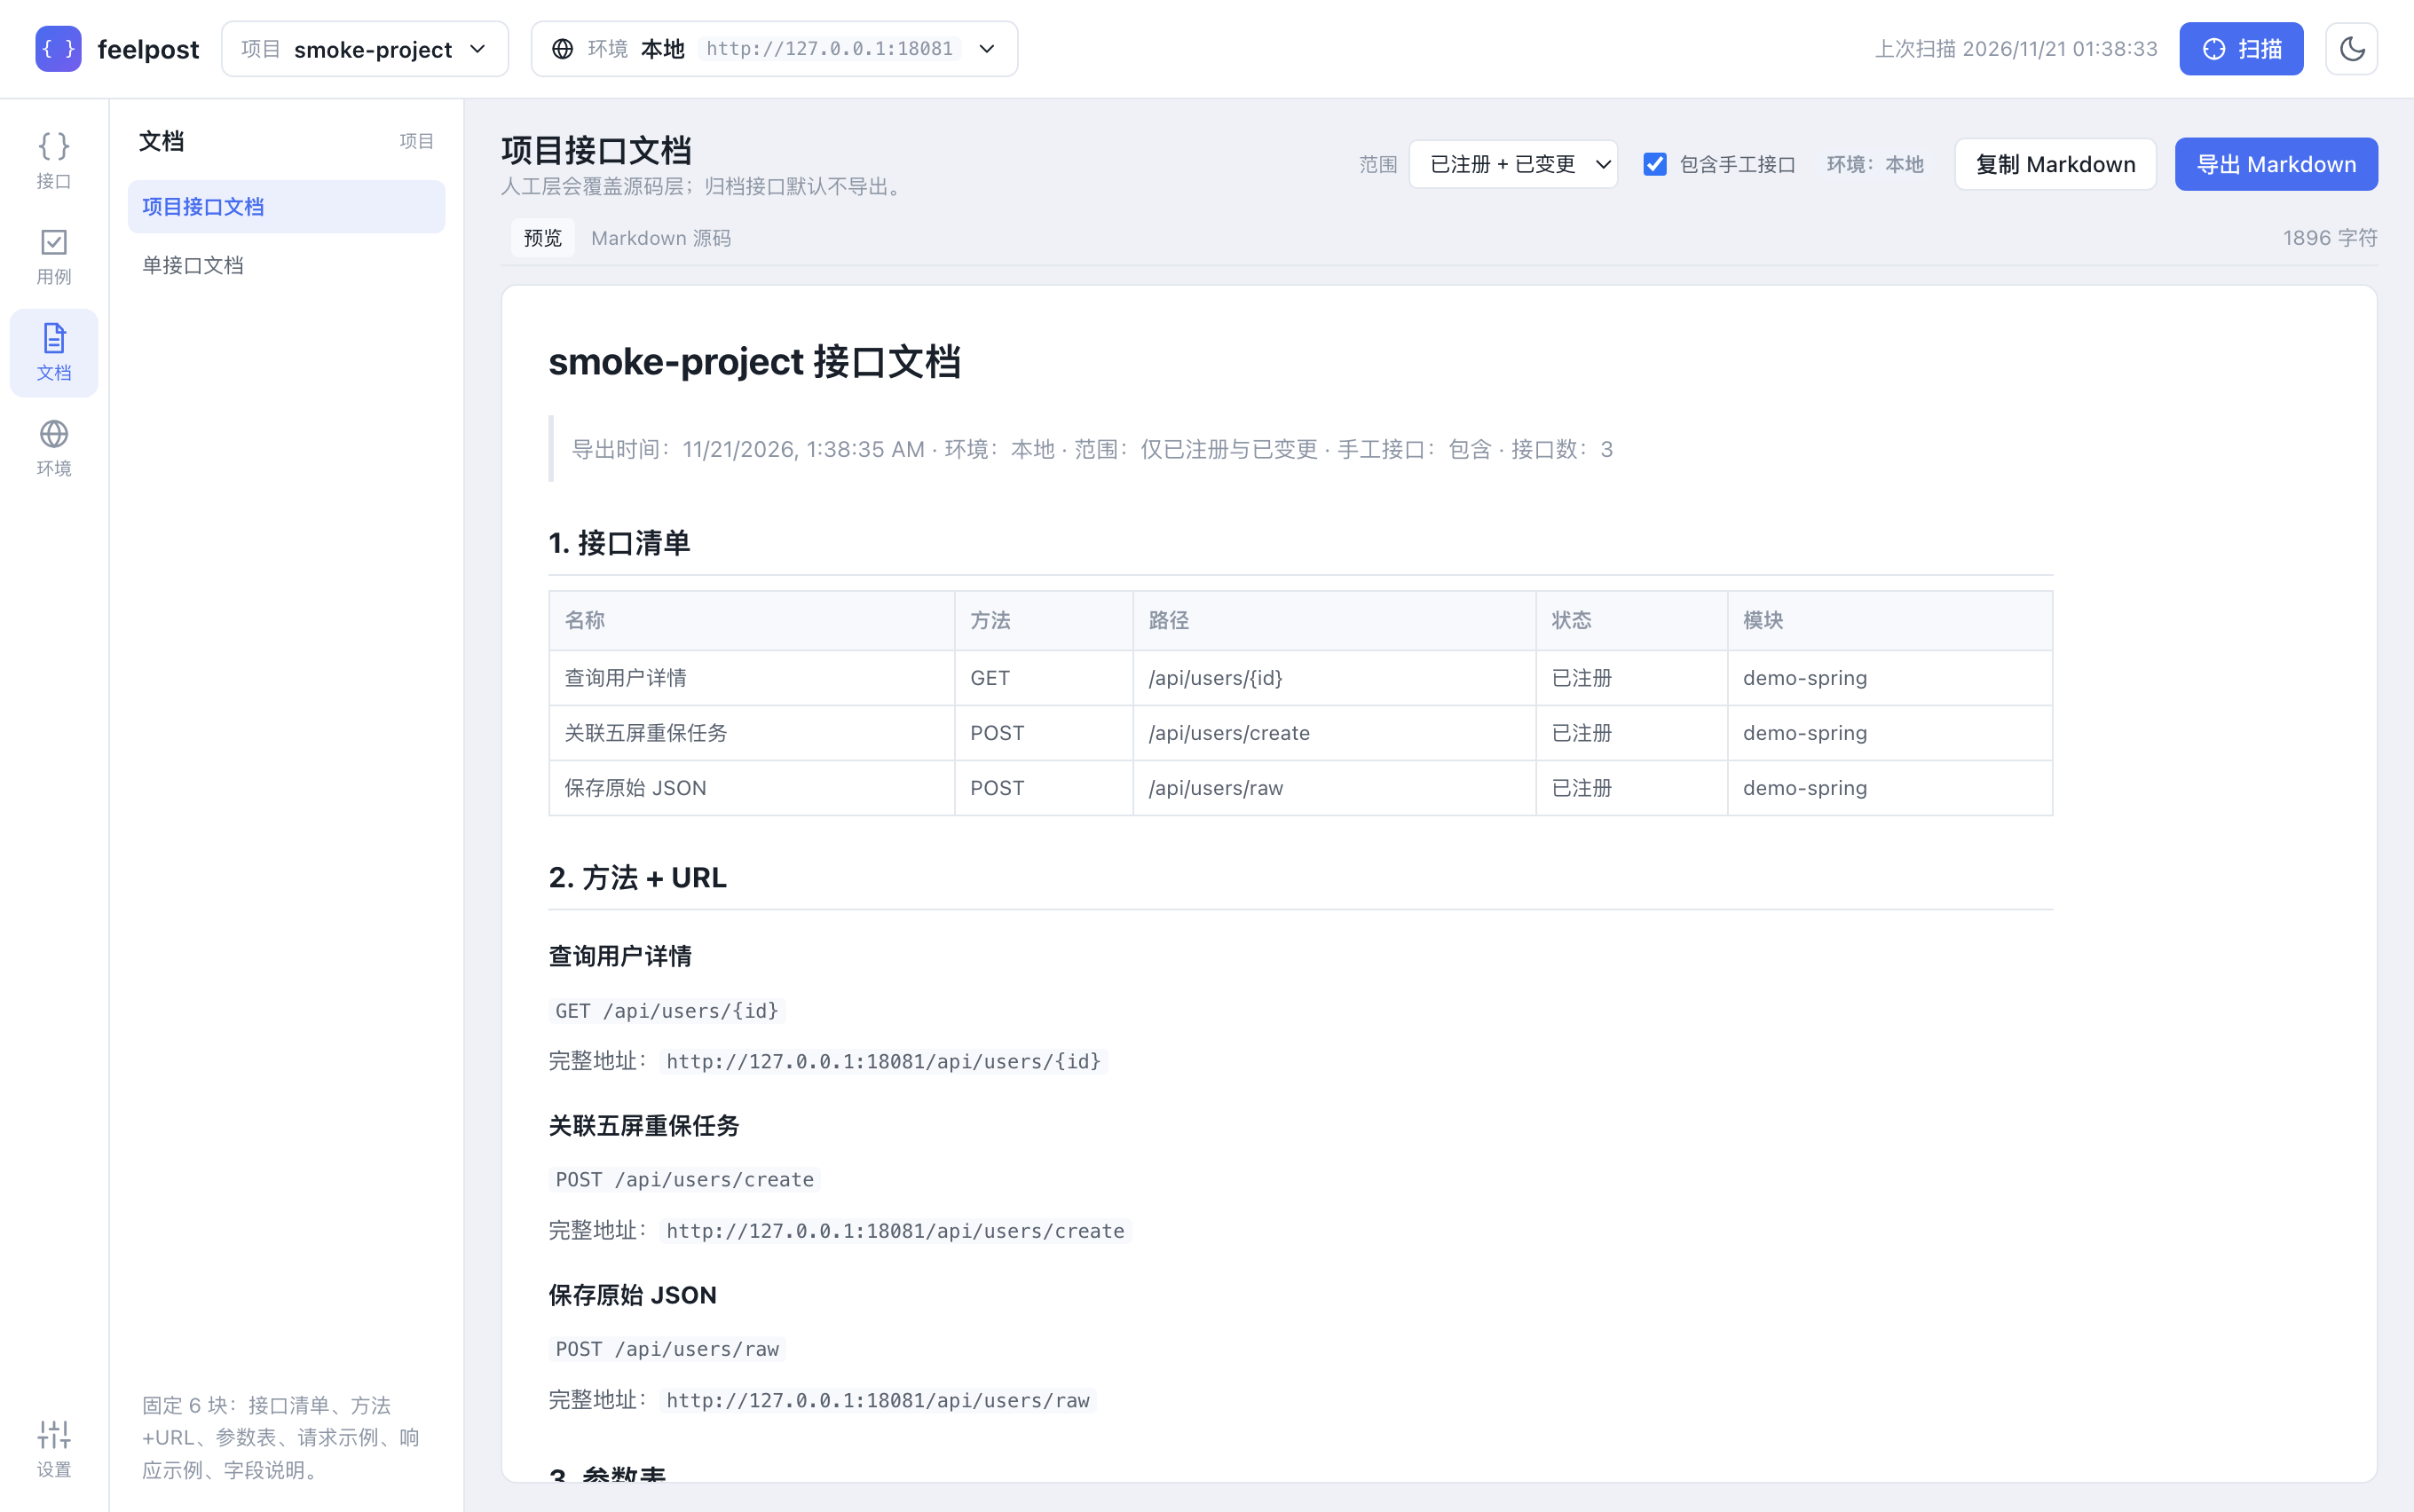 { } feelpost 项目 smoke-project 环境 本地 http://127.0.0.1:18081 上次扫描 2026/11/21 01:38:33 扫描
接口
用例
文档
环境
设置
文档 项目
项目接口文档
单接口文档
固定 6 块：接口清单、方法
+URL、参数表、请求示例、响
应示例、字段说明。
项目接口文档
人工层会覆盖源码层；归档接口默认不导出。
范围 已注册 + 已变更 包含手工接口 环境：本地 复制 Markdown 导出 Markdown
预览 Markdown 源码 1896 字符
smoke-project 接口文档
导出时间：11/21/2026, 1:38:35 AM · 环境：本地 · 范围：仅已注册与已变更 · 手工接口：包含 · 接口数：3
1. 接口清单
名称 方法 路径 状态 模块
查询用户详情 GET /api/users/{id} 已注册 demo-spring
关联五屏重保任务 POST /api/users/create 已注册 demo-spring
保存原始 JSON POST /api/users/raw 已注册 demo-spring
2. 方法 + URL
查询用户详情
GET /api/users/{id}
完整地址： http://127.0.0.1:18081/api/users/{id}
关联五屏重保任务
POST /api/users/create
完整地址： http://127.0.0.1:18081/api/users/create
保存原始 JSON
POST /api/users/raw
完整地址： http://127.0.0.1:18081/api/users/raw
3. 参数表